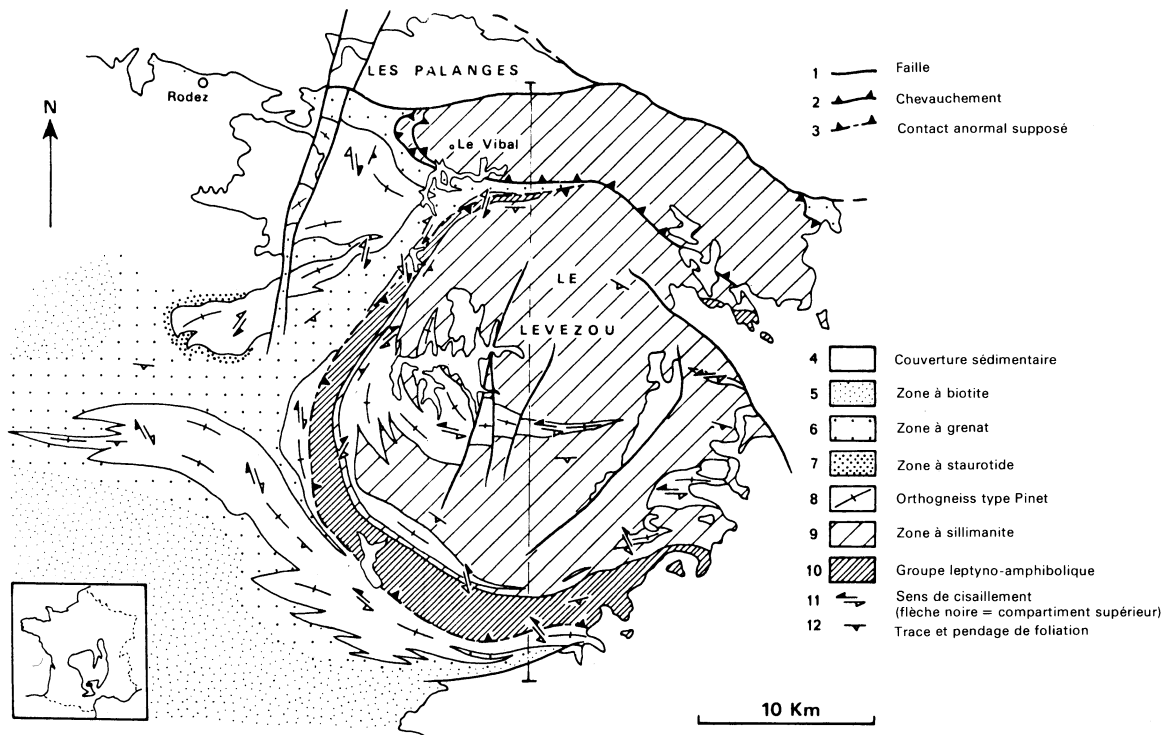 LES PALANGES
Rodez
N
Le Vibal
LE
LEVEZOU
1 Faille
2 Chevauchement
3 Contact anormal supposé
4 Couverture sédimentaire
5 Zone à biotite
6 Zone à grenat
7 Zone à staurotide
8 Orthogneiss type Pinet
9 Zone à sillimanite
10 Groupe leptyno-amphibolique
11 Sens de cisaillement
(flèche noire = compartiment supérieur)
12 Trace et pendage de foliation
10 Km